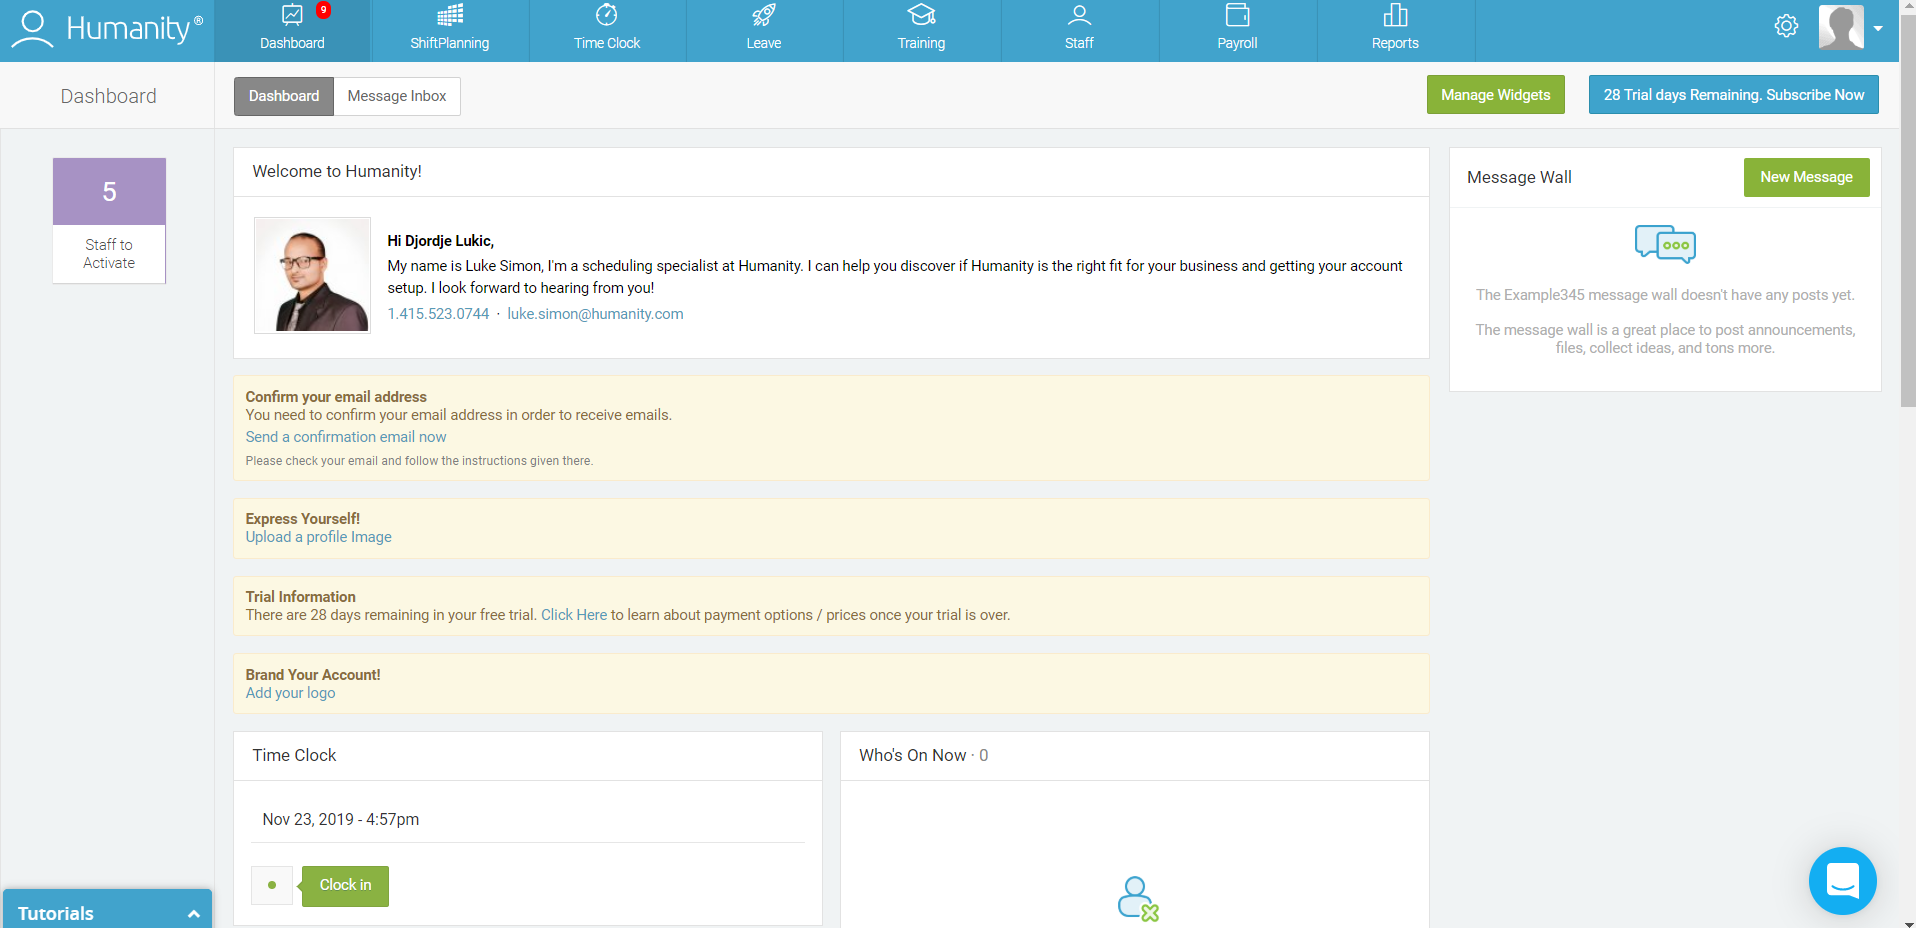 Humanity®
Dashboard
9
ShiftPlanning
Time Clock
Leave
Training
Staff
Payroll
Reports
Dashboard
Dashboard
Message Inbox
Manage Widgets
28 Trial days Remaining. Subscribe Now
5
Staff to
Activate
Welcome to Humanity!
Hi Djordje Lukic,
My name is Luke Simon, I'm a scheduling specialist at Humanity. I can help you discover if Humanity is the right fit for your business and getting your account
setup. I look forward to hearing from you!
1.415.523.0744 · luke.simon@humanity.com
Message Wall
New Message
The Example345 message wall doesn't have any posts yet.
The message wall is a great place to post announcements,
files, collect ideas, and tons more.
Confirm your email address
You need to confirm your email address in order to receive emails.
Send a confirmation email now
Please check your email and follow the instructions given there.
Express Yourself!
Upload a profile Image
Trial Information
There are 28 days remaining in your free trial. Click Here to learn about payment options / prices once your trial is over.
Brand Your Account!
Add your logo
Time Clock
Nov 23, 2019 - 4:57pm
Clock in
Who's On Now · 0
Tutorials